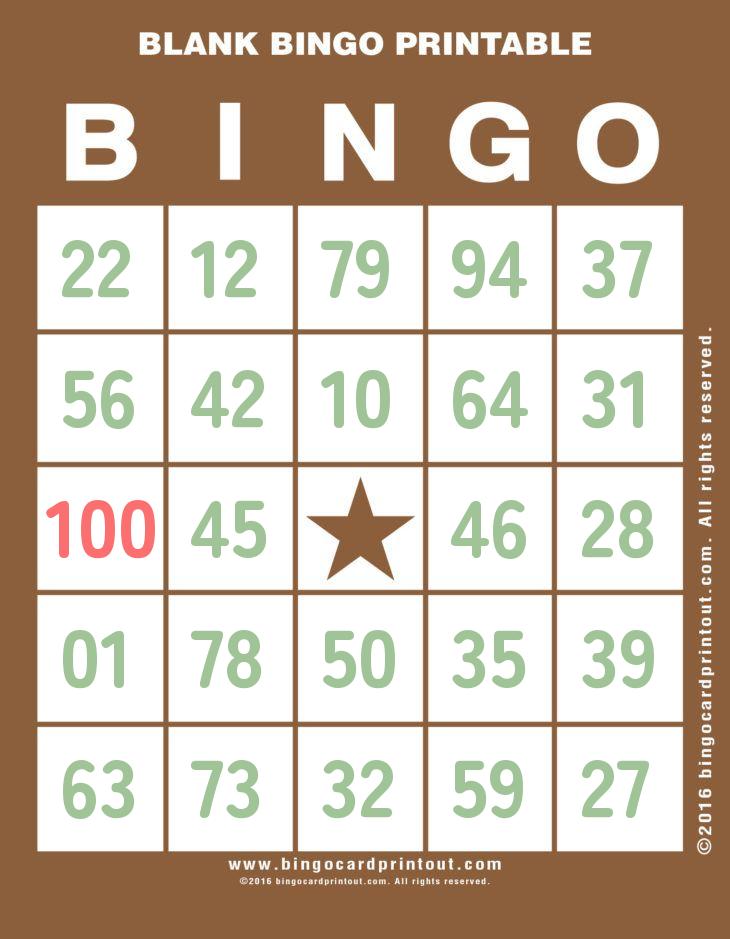 BLANK BINGO PRINTABLE
B I N G O
22 12 79 94 37
56 42 10 64 31
100 45 46 28
01 78 50 35 39
63 73 32 59 27
www.bingocardprintout.com
©2016 bingocardprintout.com. All rights reserved.
©2016 bingocardprintout.com. All rights reserved.